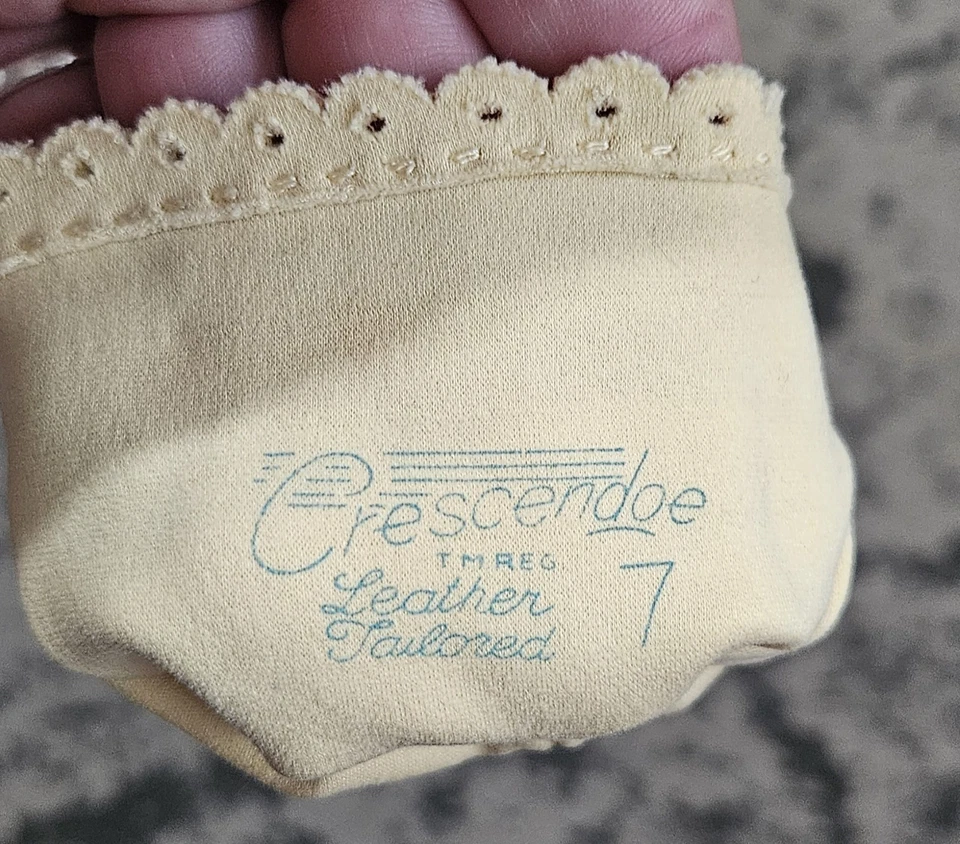 Crescendoe
TM REG
Leather
Tailored
7